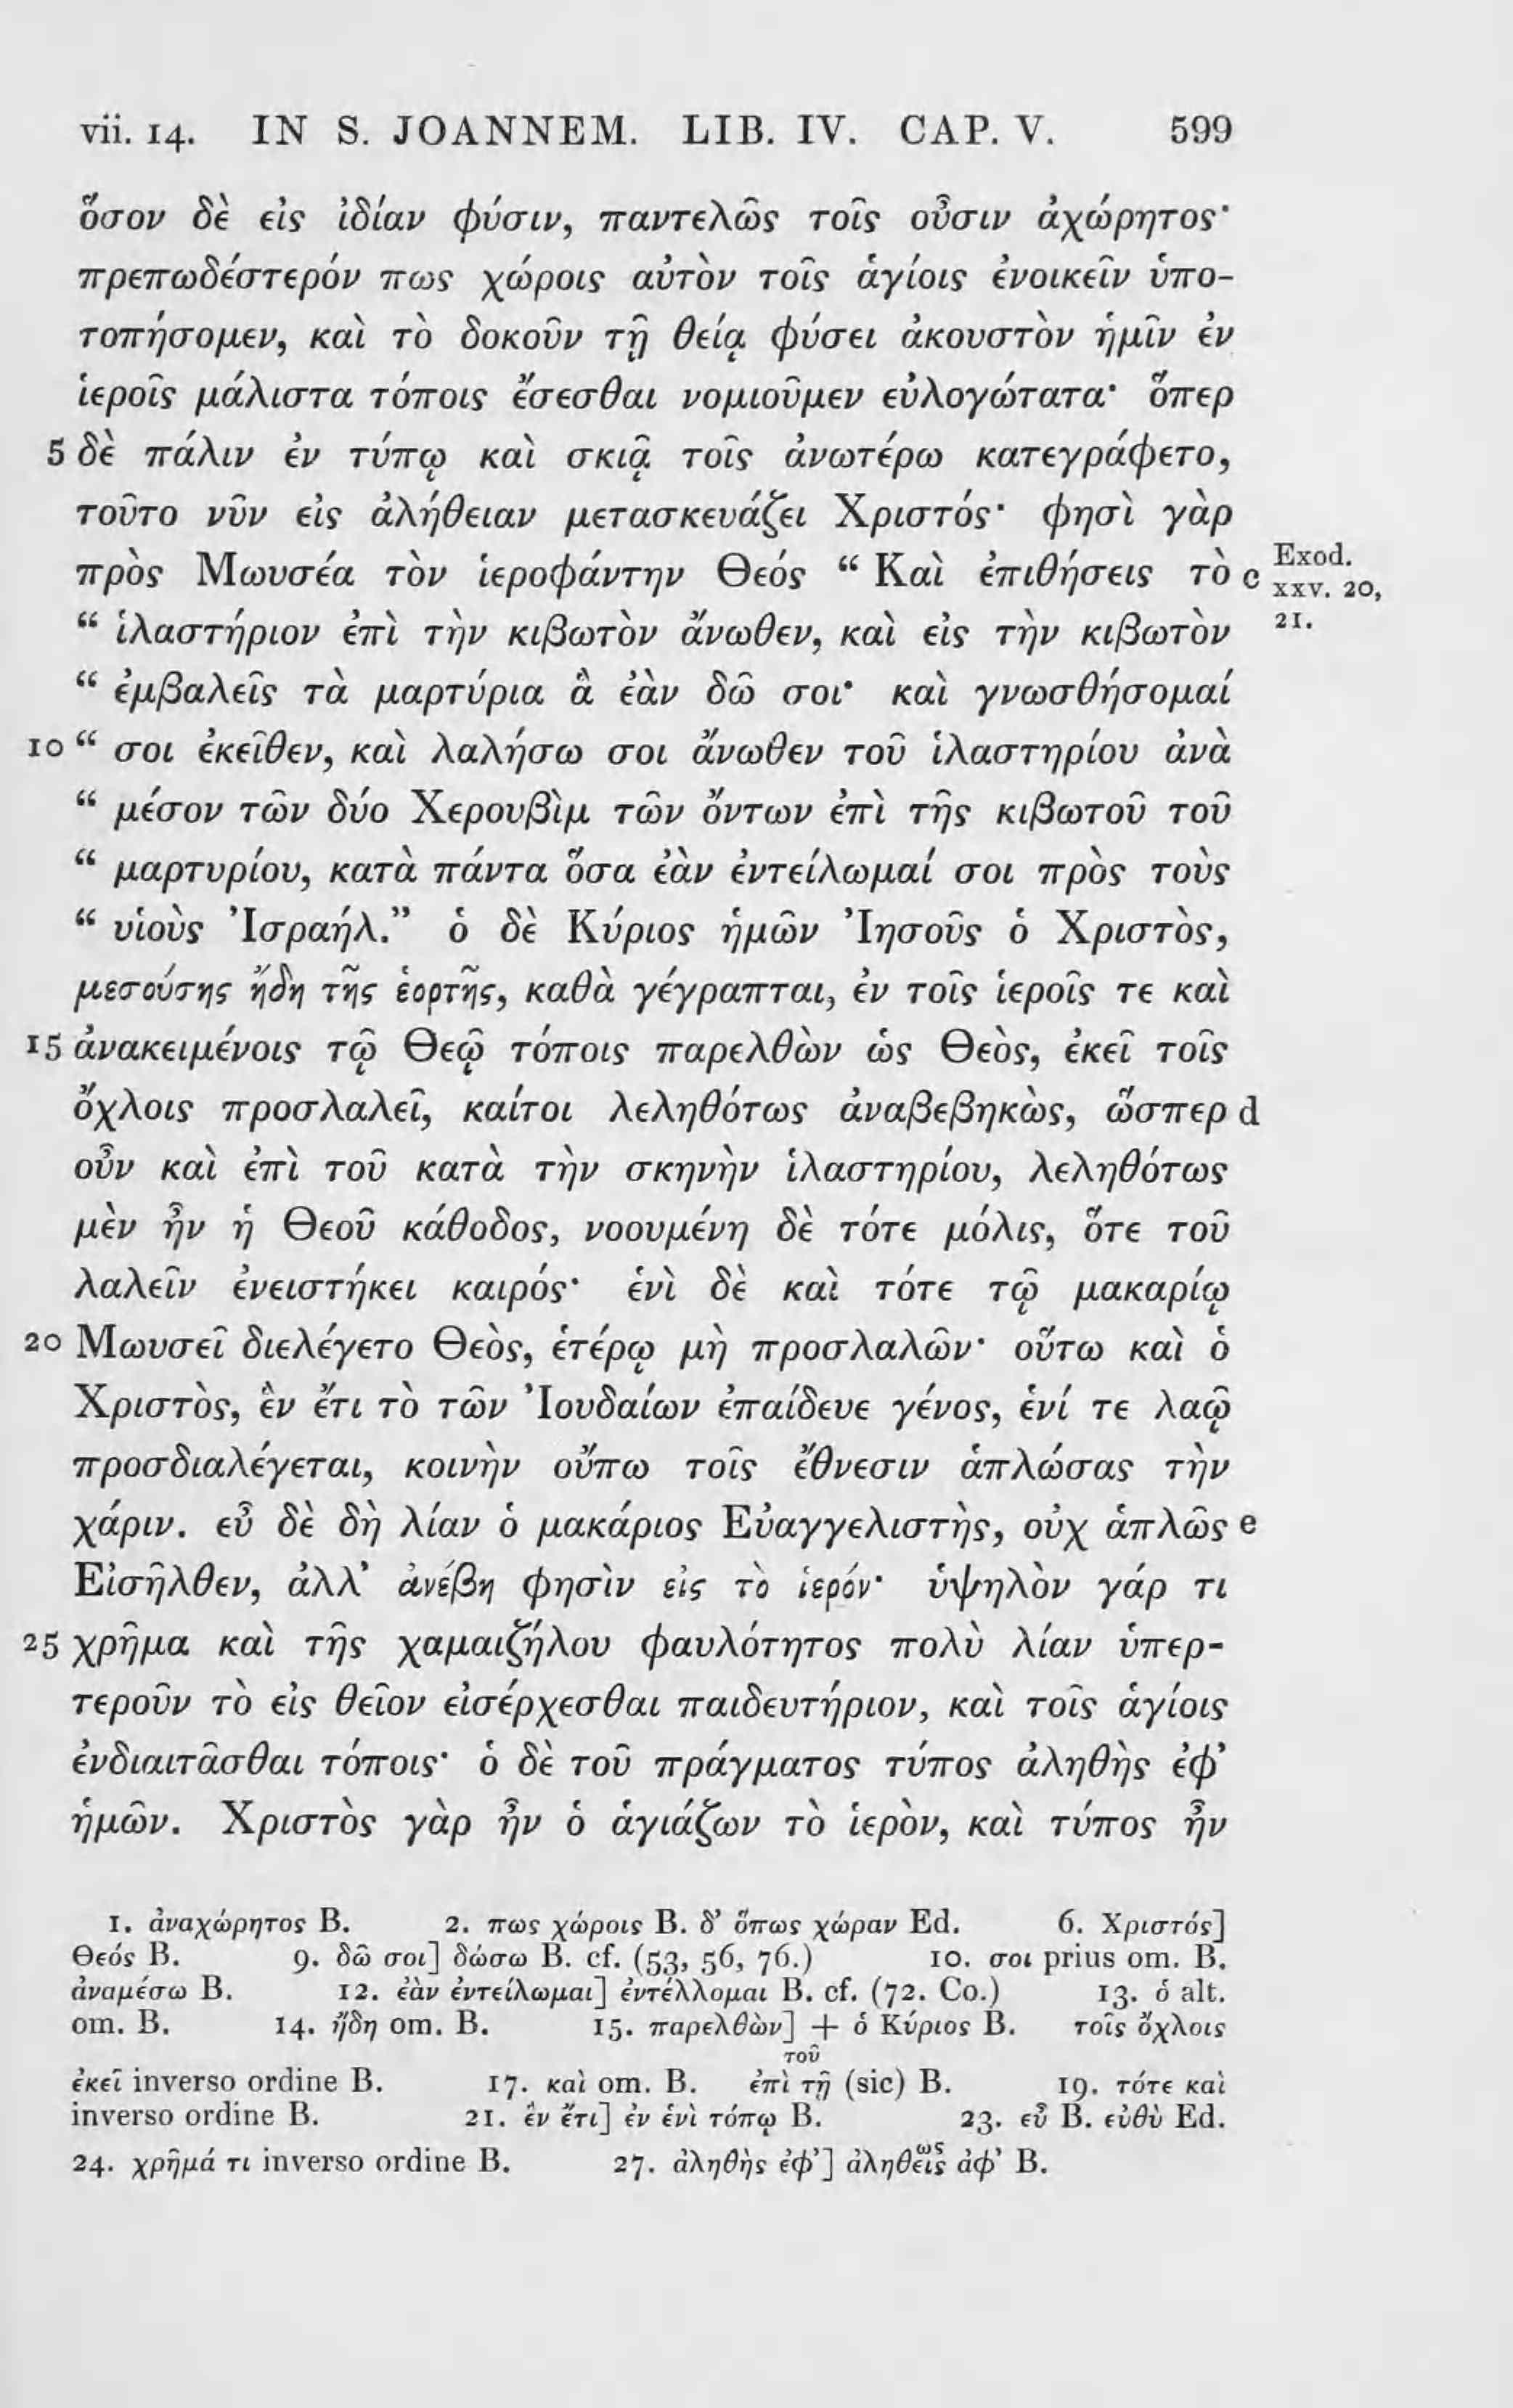 vii. 14. IN S. JOANNEM. LIB. IV. CAP. V. 599
ὅσον δὲ εἰς ἰδίαν φύσιν, παντελῶς τοῖς οὖσιν ἀχώρητος·
πρεπωδέστερόν πως χώροις αὐτὸν τοῖς ἁγίοις ἐνοικεῖν ὑπο-
τοπήσομεν, καὶ τὸ δοκοῦν τῇ θείᾳ φύσει ἀκουστὸν ἡμῖν ἐν
ἱεροῖς μάλιστα τόποις ἔσεσθαι νομιοῦμεν εὐλογώτατα· ὅπερ
5 δὲ πάλιν ἐν τύπῳ καὶ σκιᾷ τοῖς ἀνωτέρω κατεγράφετο,
τοῦτο νῦν εἰς ἀλήθειαν μετασκευάζει Χριστός· φησὶ γὰρ
πρὸς Μωυσέα τὸν ἱεροφάντην Θεός “ Καὶ ἐπιθήσεις τὸ c Exod. xxv. 20,
“ ἱλαστήριον ἐπὶ τὴν κιβωτὸν ἄνωθεν, καὶ εἰς τὴν κιβωτὸν 21.
“ ἐμβαλεῖς τὰ μαρτύρια ἃ ἐὰν δῶ σοι· καὶ γνωσθήσομαί
10 “ σοι ἐκεῖθεν, καὶ λαλήσω σοι ἄνωθεν τοῦ ἱλαστηρίου ἀνὰ
“ μέσον τῶν δύο Χερουβὶμ τῶν ὄντων ἐπὶ τῆς κιβωτοῦ τοῦ
“ μαρτυρίου, κατὰ πάντα ὅσα ἐὰν ἐντείλωμαί σοι πρὸς τοὺς
“ υἱοὺς Ἰσραήλ.” ὁ δὲ Κύριος ἡμῶν Ἰησοῦς ὁ Χριστὸς,
μεσούσης ἤδη τῆς ἑορτῆς, καθὰ γέγραπται, ἐν τοῖς ἱεροῖς τε καὶ
15 ἀνακειμένοις τῷ Θεῷ τόποις παρελθὼν ὡς Θεὸς, ἐκεῖ τοῖς
ὄχλοις προσλαλεῖ, καίτοι λεληθότως ἀναβεβηκὼς, ὥσπερ d
οὖν καὶ ἐπὶ τοῦ κατὰ τὴν σκηνὴν ἱλαστηρίου, λεληθότως
μὲν ἦν ἡ Θεοῦ κάθοδος, νοουμένη δὲ τότε μόλις, ὅτε τοῦ
λαλεῖν ἐνειστήκει καιρός· ἑνὶ δὲ καὶ τότε τῷ μακαρίῳ
20 Μωυσεῖ διελέγετο Θεὸς, ἑτέρῳ μὴ προσλαλῶν· οὕτω καὶ ὁ
Χριστὸς, ἓν ἔτι τὸ τῶν Ἰουδαίων ἐπαίδευε γένος, ἑνί τε λαῷ
προσδιαλέγεται, κοινὴν οὔπω τοῖς ἔθνεσιν ἁπλώσας τὴν
χάριν. εὖ δὲ δὴ λίαν ὁ μακάριος Εὐαγγελιστὴς, οὐχ ἁπλῶς e
Εἰσῆλθεν, ἀλλ’ ἀνέβη φησὶν εἰς τὸ ἱερόν· ὑψηλὸν γάρ τι
25 χρῆμα καὶ τῆς χαμαιζήλου φαυλότητος πολὺ λίαν ὑπερ-
τεροῦν τὸ εἰς θεῖον εἰσέρχεσθαι παιδευτήριον, καὶ τοῖς ἁγίοις
ἐνδιαιτᾶσθαι τόποις· ὁ δὲ τοῦ πράγματος τύπος ἀληθὴς ἐφ’
ἡμῶν. Χριστὸς γὰρ ἦν ὁ ἁγιάζων τὸ ἱερὸν, καὶ τύπος ἦν
1. ἀναχώρητος B. 2. πως χώροις B. δ’ ὅπως χώραν Ed. 6. Χριστός]
Θεός B. 9. δῶ σοι] δώσω B. cf. (53, 56, 76.) 10. σοι prius om. B.
ἀναμέσω B. 12. ἐὰν ἐντείλωμαι] ἐντέλλομαι B. cf. (72. Co.) 13. ὁ alt.
om. B. 14. ἤδη om. B. 15. παρελθὼν] + ὁ Κύριος B. τοῖς ὄχλοις
τοῦ
ἐκεῖ inverso ordine B. 17. καὶ om. B. ἐπὶ τῇ (sic) B. 19. τότε καὶ
inverso ordine B. 21. ἓν ἔτι] ἐν ἑνὶ τόπῳ B. 23. εὖ B. εὐθὺ Ed.
24. χρῆμά τι inverso ordine B. 27. ἀληθὴς ἐφ’] ἀληθεῖςως ἀφ’ B.